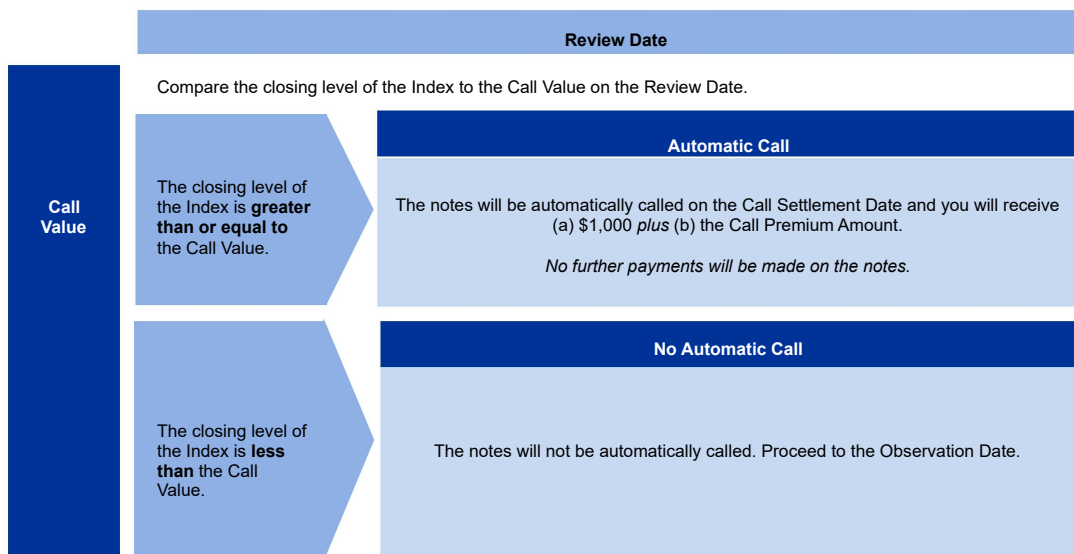 Review Date
Compare the closing level of the Index to the Call Value on the Review Date.
Call
Value
The closing level of
the Index is greater
than or equal to
the Call Value.
Automatic Call
The notes will be automatically called on the Call Settlement Date and you will receive
(a) $1,000 plus (b) the Call Premium Amount.
No further payments will be made on the notes.
The closing level of
the Index is less
than the Call
Value.
No Automatic Call
The notes will not be automatically called. Proceed to the Observation Date.